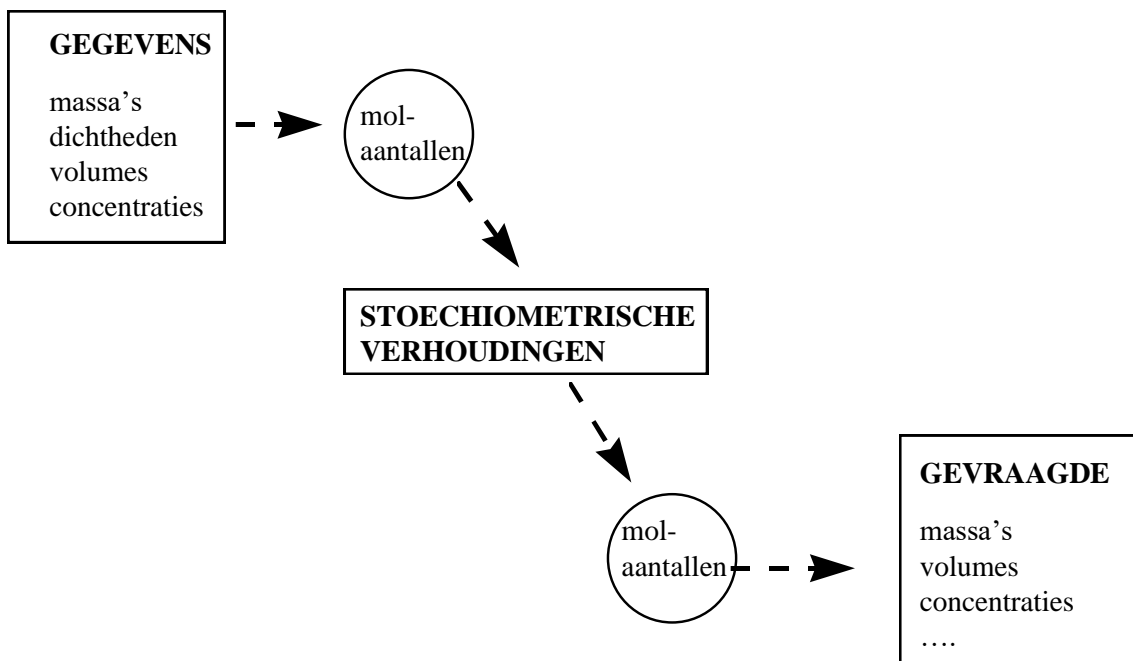 GEGEVENS
massa’s
dichtheden
volumes
concentraties
mol-
aantallen
STOECHIOMETRISCHE
VERHOUDINGEN
mol-
aantallen
GEVRAAGDE
massa’s
volumes
concentraties
….